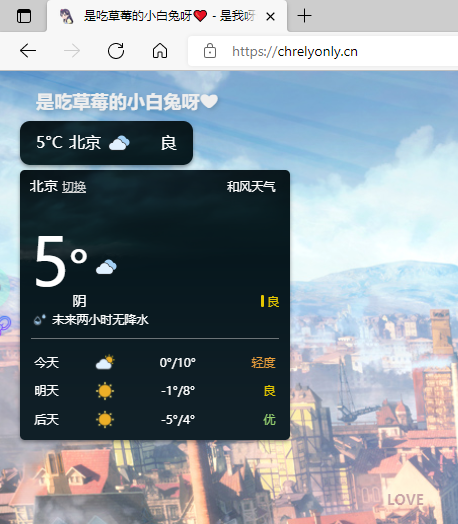 是吃草莓的小白兔呀❤ - 是我呀
https://chrelyonly.cn
是吃草莓的小白兔呀❤
5°C 北京 良
北京 切换 和风天气
5°
阴 良
未来两小时无降水
今天 0°/10° 轻度
明天 -1°/8° 良
后天 -5°/4° 优
LOVE